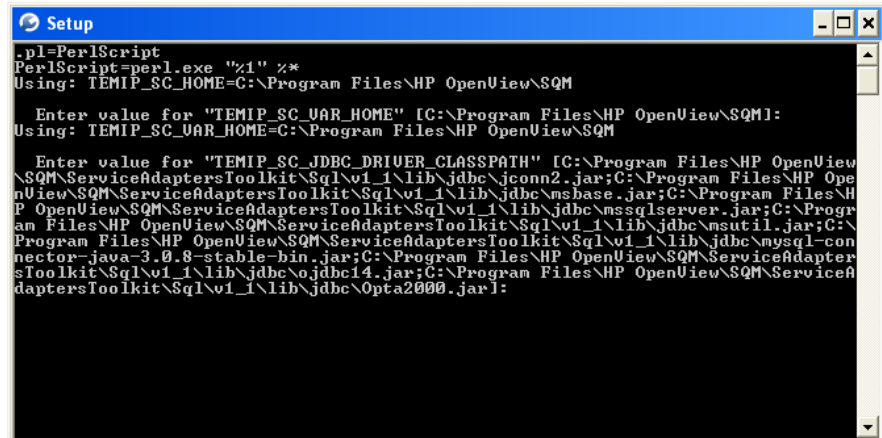 Setup
.pl=PerlScript
PerlScript=perl.exe "%1" %*
Using: TEMIP_SC_HOME=C:\Program Files\HP OpenView\SQM
Enter value for "TEMIP_SC_VAR_HOME" [C:\Program Files\HP OpenView\SQM]:
Using: TEMIP_SC_VAR_HOME=C:\Program Files\HP OpenView\SQM
Enter value for "TEMIP_SC_JDBC_DRIVER_CLASSPATH" [C:\Program Files\HP OpenView
\SQM\ServiceAdaptersToolkit\Sql\v1_1\lib\jdbc\jconn2.jar;C:\Program Files\HP Ope
nView\SQM\ServiceAdaptersToolkit\Sql\v1_1\lib\jdbc\msbase.jar;C:\Program Files\H
P OpenView\SQM\ServiceAdaptersToolkit\Sql\v1_1\lib\jdbc\mssqlserver.jar;C:\Progr
am Files\HP OpenView\SQM\ServiceAdaptersToolkit\Sql\v1_1\lib\jdbc\msutil.jar;C:\
Program Files\HP OpenView\SQM\ServiceAdaptersToolkit\Sql\v1_1\lib\jdbc\mysql-con
nector-java-3.0.8-stable-bin.jar;C:\Program Files\HP OpenView\SQM\ServiceAdapter
sToolkit\Sql\v1_1\lib\jdbc\ojdbc14.jar;C:\Program Files\HP OpenView\SQM\ServiceA
daptersToolkit\Sql\v1_1\lib\jdbc\Opta2000.jar]: